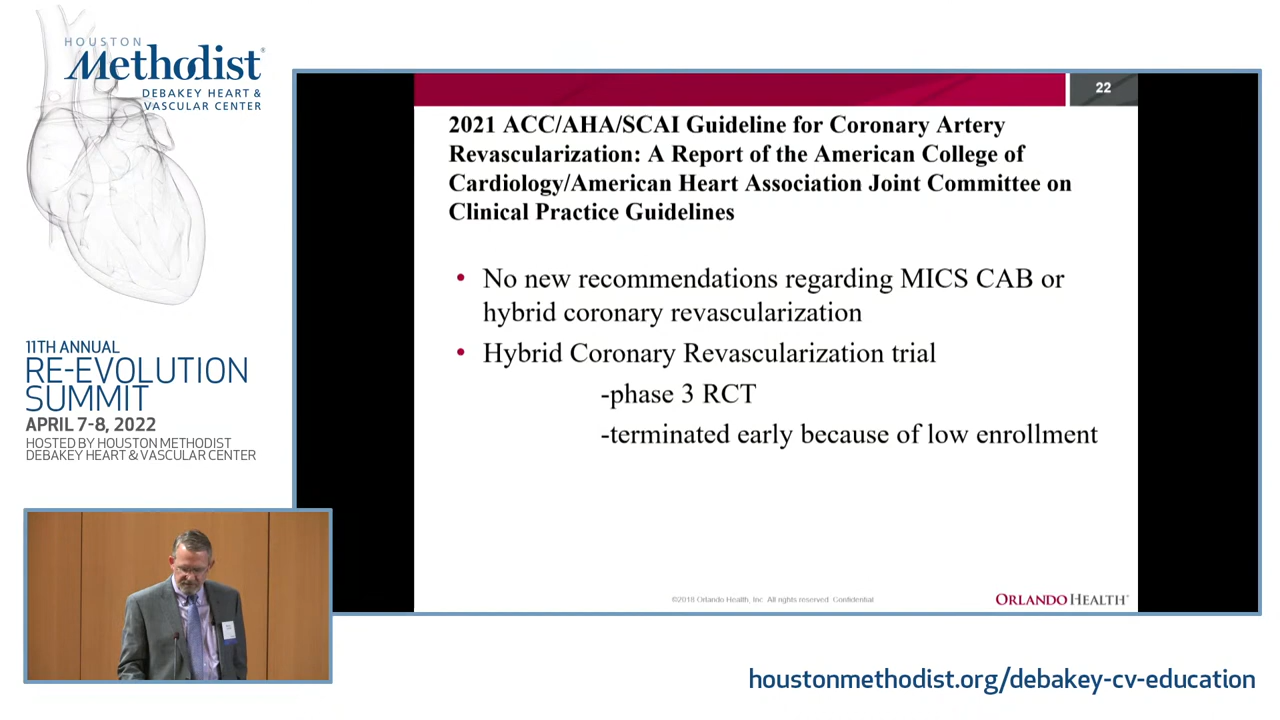 HOUSTON
Methodist®
DEBAKEY HEART &
VASCULAR CENTER
11TH ANNUAL
RE-EVOLUTION
SUMMIT
APRIL 7-8, 2022
HOSTED BY HOUSTON METHODIST
DEBAKEY HEART & VASCULAR CENTER
22
2021 ACC/AHA/SCAI Guideline for Coronary Artery
Revascularization: A Report of the American College of
Cardiology/American Heart Association Joint Committee on
Clinical Practice Guidelines
• No new recommendations regarding MICS CAB or
hybrid coronary revascularization
• Hybrid Coronary Revascularization trial
-phase 3 RCT
-terminated early because of low enrollment
©2018 Orlando Health, Inc. All rights reserved. Confidential
ORLANDO HEALTH®
houstonmethodist.org/debakey-cv-education